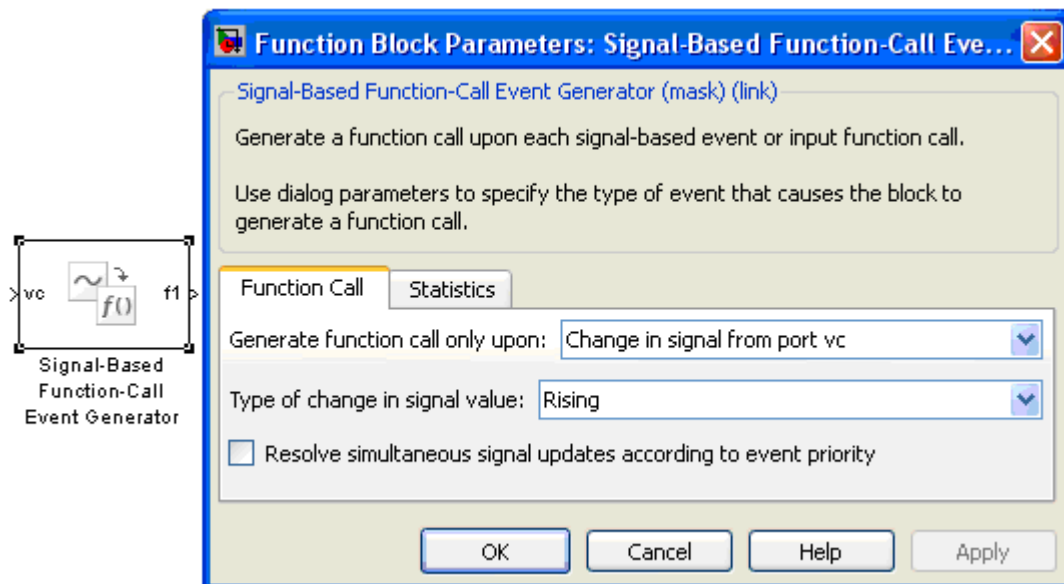 Function Block Parameters: Signal-Based Function-Call Eve...
Signal-Based Function-Call Event Generator (mask) (link)
Generate a function call upon each signal-based event or input function call.
Use dialog parameters to specify the type of event that causes the block to
generate a function call.
vc
f()
f1
Signal-Based
Function-Call
Event Generator
Function Call
Statistics
Generate function call only upon: Change in signal from port vc
Type of change in signal value: Rising
Resolve simultaneous signal updates according to event priority
OK
Cancel
Help
Apply